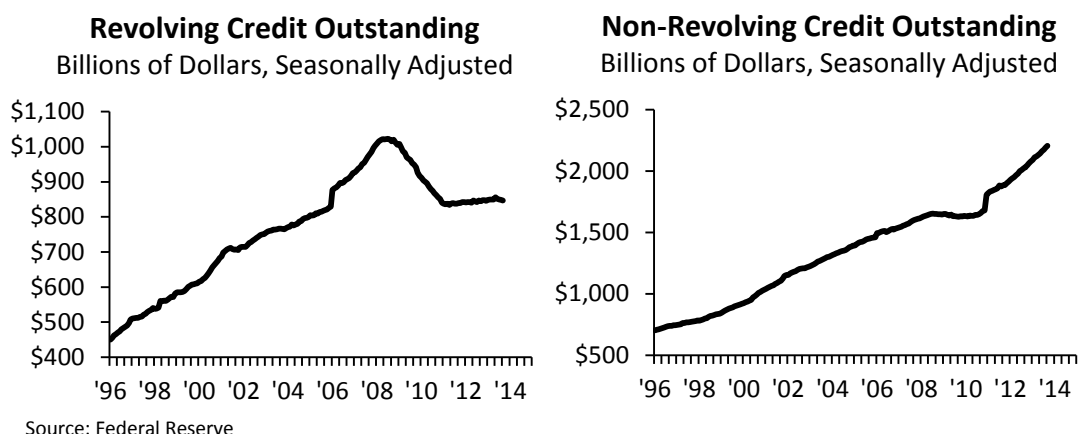 Revolving Credit Outstanding
Billions of Dollars, Seasonally Adjusted
$1,100
$1,000
$900
$800
$700
$600
$500
$400
'96 '98 '00 '02 '04 '06 '08 '10 '12 '14
Non-Revolving Credit Outstanding
Billions of Dollars, Seasonally Adjusted
$2,500
$2,000
$1,500
$1,000
$500
'96 '98 '00 '02 '04 '06 '08 '10 '12 '14
Source: Federal Reserve